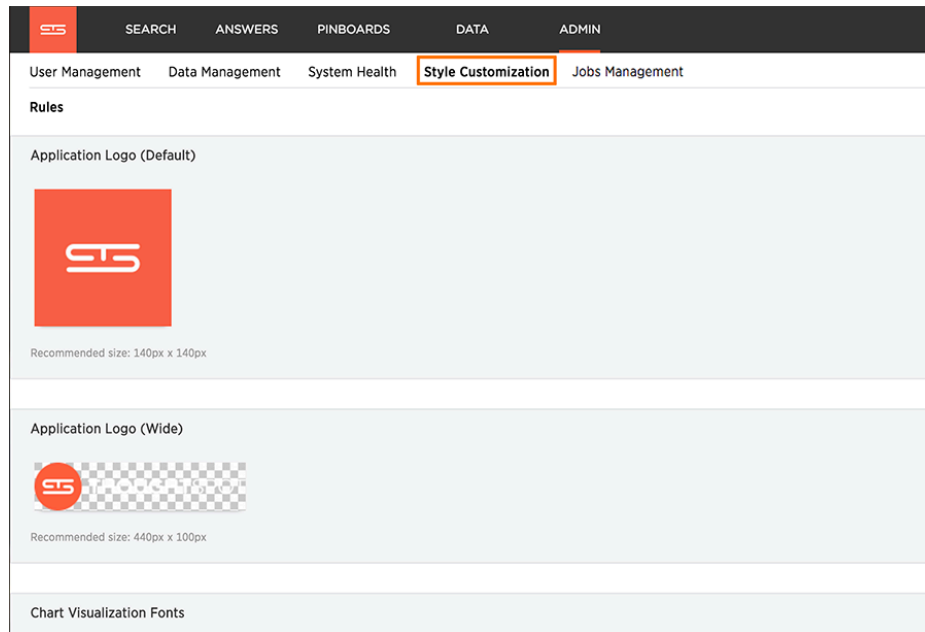 SEARCH ANSWERS PINBOARDS DATA ADMIN
User Management Data Management System Health Style Customization Jobs Management
Rules
Application Logo (Default)
Recommended size: 140px x 140px
Application Logo (Wide)
Recommended size: 440px x 100px
Chart Visualization Fonts